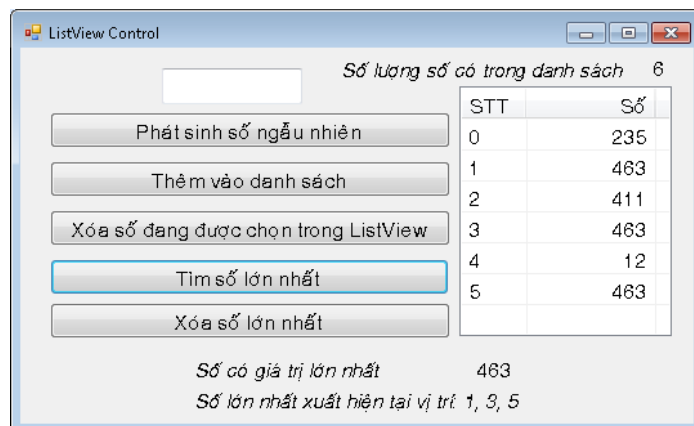 ListView Control
Số lượng số có trong danh sách 6
Phát sinh số ngẫu nhiên
Thêm vào danh sách
Xóa số đang được chọn trong ListView
Tìm số lớn nhất
Xóa số lớn nhất
STT Số
0 235
1 463
2 411
3 463
4 12
5 463
Số có giá trị lớn nhất 463
Số lớn nhất xuất hiện tại vị trí: 1, 3, 5